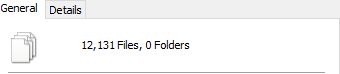 General Details
12,131 Files, 0 Folders